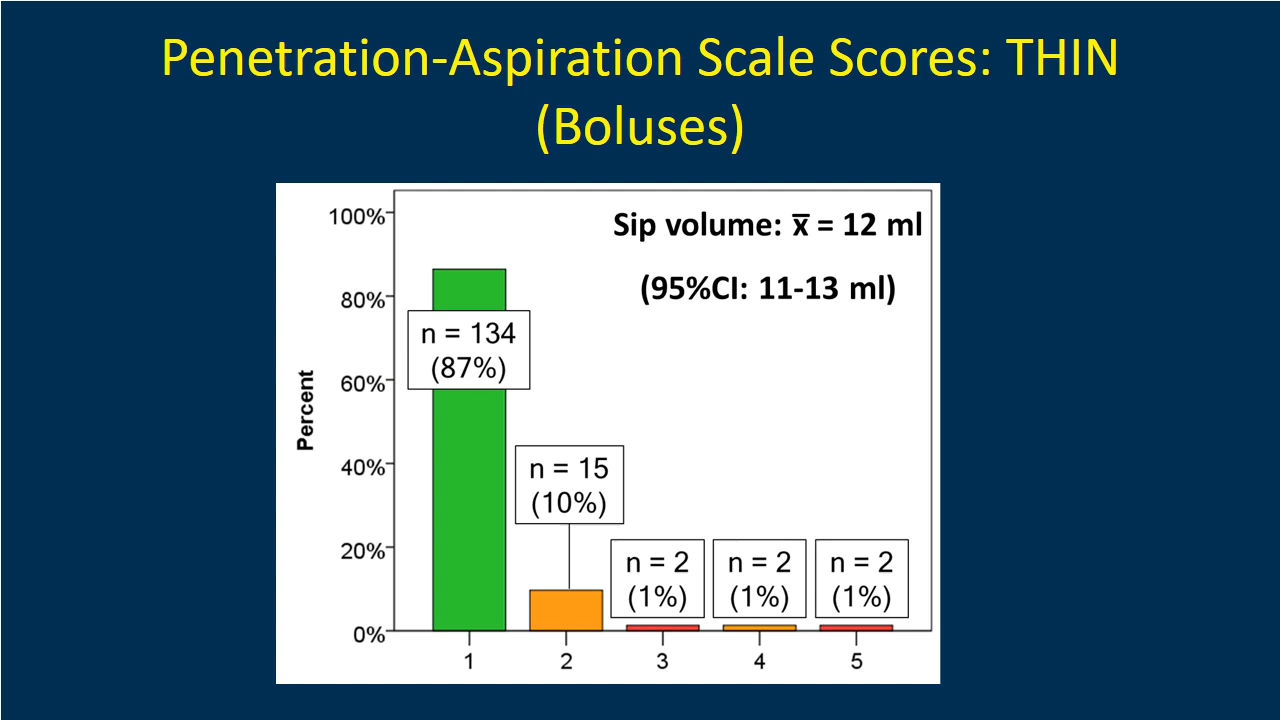 Penetration-Aspiration Scale Scores: THIN
(Boluses)
Sip volume: x̅ = 12 ml
(95%CI: 11-13 ml)
Percent
100%
80%
60%
40%
20%
0%
n = 134
(87%)
n = 15
(10%)
n = 2
(1%)
n = 2
(1%)
n = 2
(1%)
1
2
3
4
5